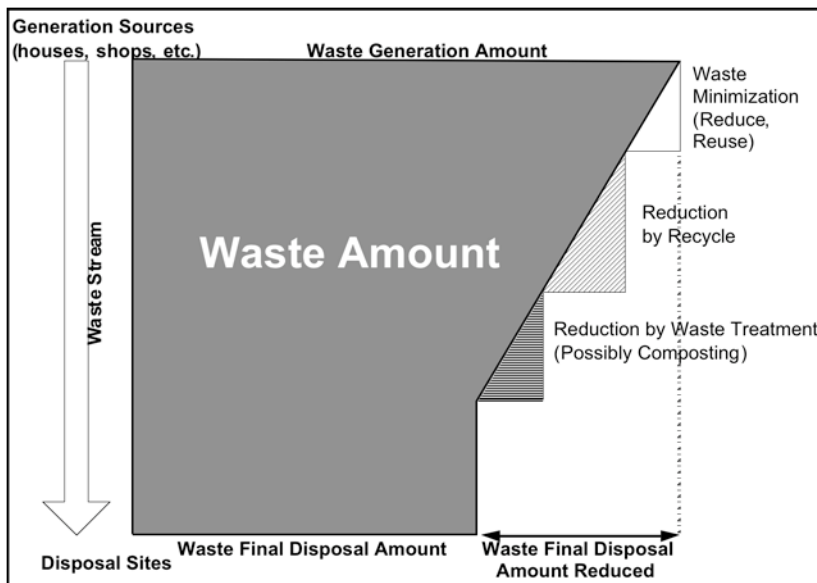 Generation Sources
(houses, shops, etc.)
Waste Generation Amount
Waste
Minimization
(Reduce,
Reuse)
Reduction
by Recycle
Waste Amount
Waste Stream
Reduction by Waste Treatment
(Possibly Composting)
Disposal Sites
Waste Final Disposal Amount
Waste Final Disposal
Amount Reduced